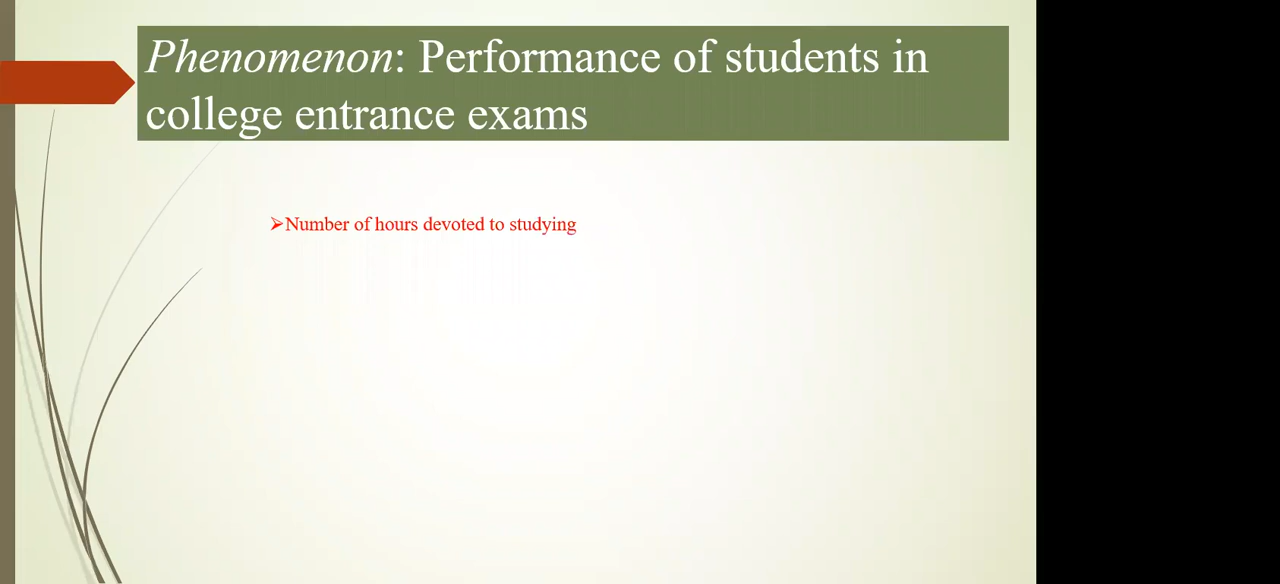 Phenomenon: Performance of students in
college entrance exams
➢Number of hours devoted to studying